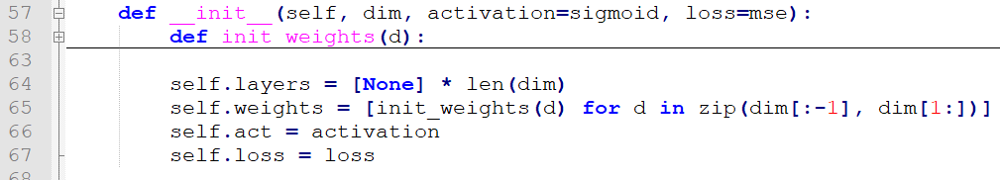 57 def __init__(self, dim, activation=sigmoid, loss=mse):
58 def init_weights(d):
63
64 self.layers = [None] * len(dim)
65 self.weights = [init_weights(d) for d in zip(dim[:-1], dim[1:])]
66 self.act = activation
67 self.loss = loss
68